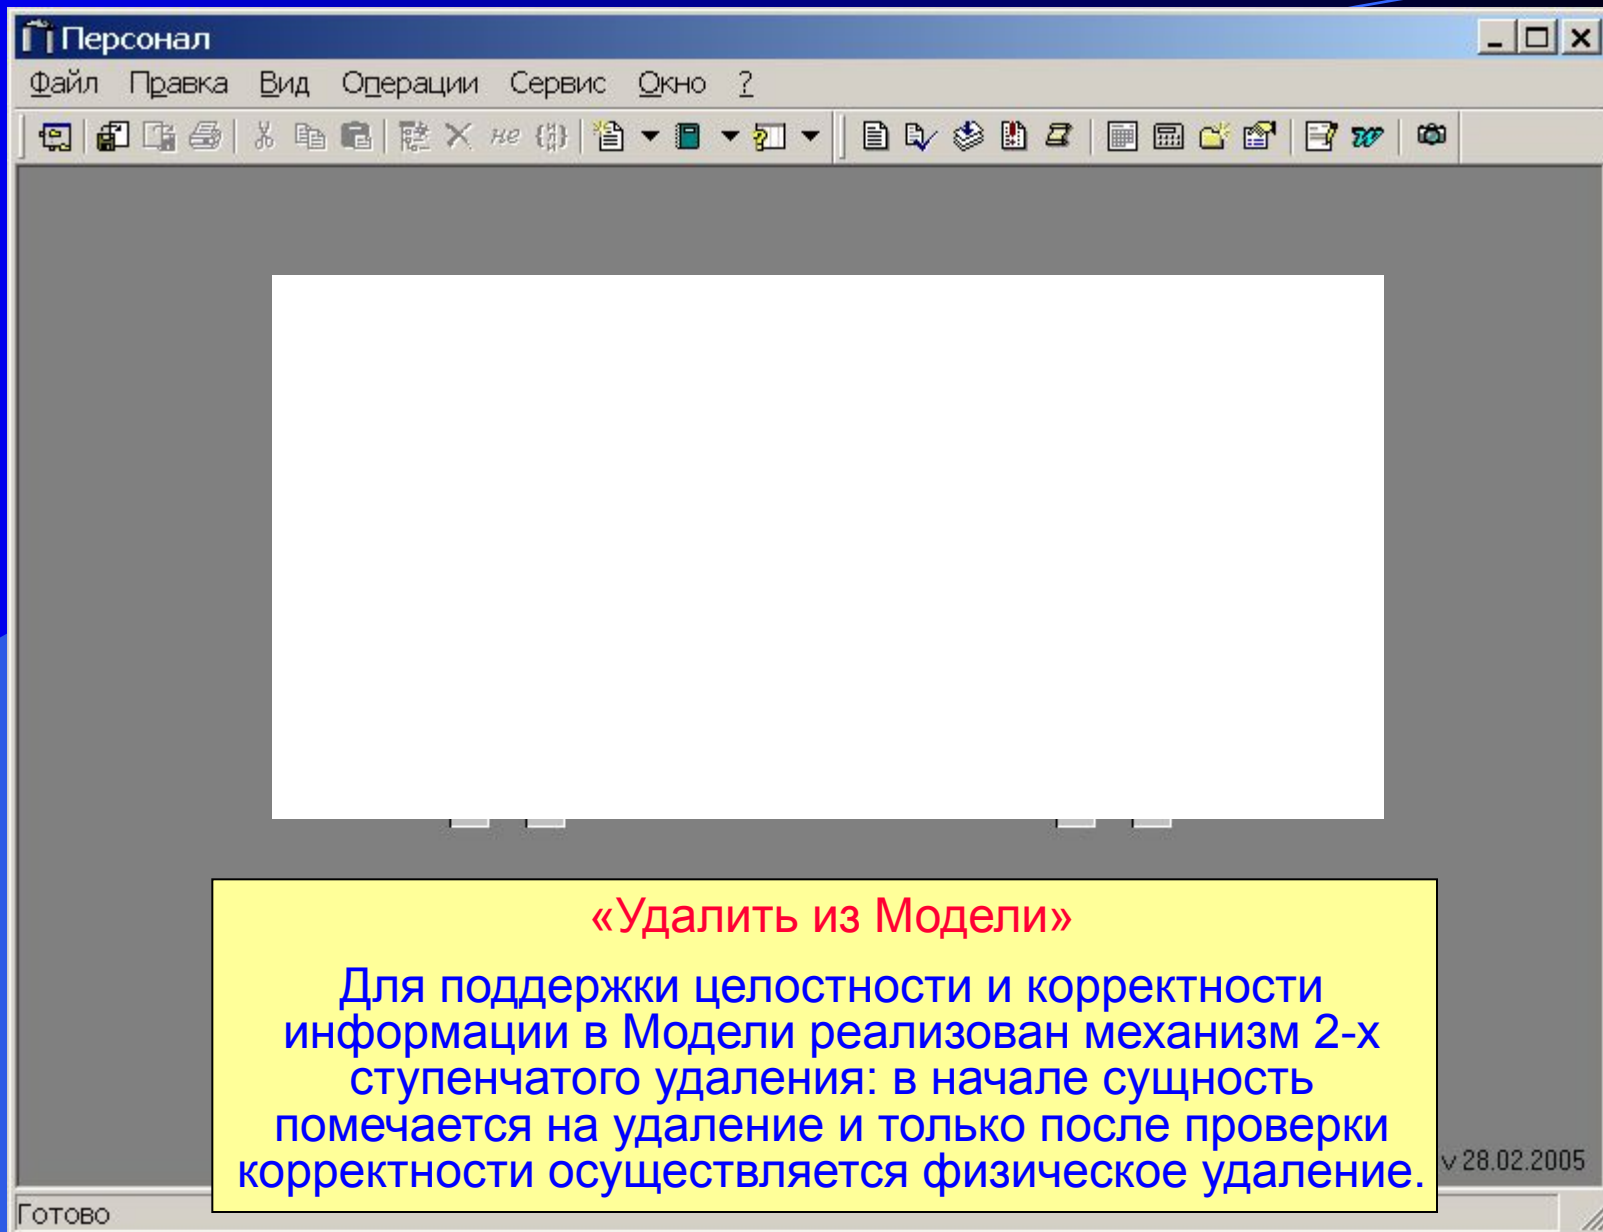 Персонал
Файл Правка Вид Операции Сервис Окно ?
не {#}
«Удалить из Модели»
Для поддержки целостности и корректности
информации в Модели реализован механизм 2-х
ступенчатого удаления: в начале сущность
помечается на удаление и только после проверки
корректности осуществляется физическое удаление.
v 28.02.2005
Готово